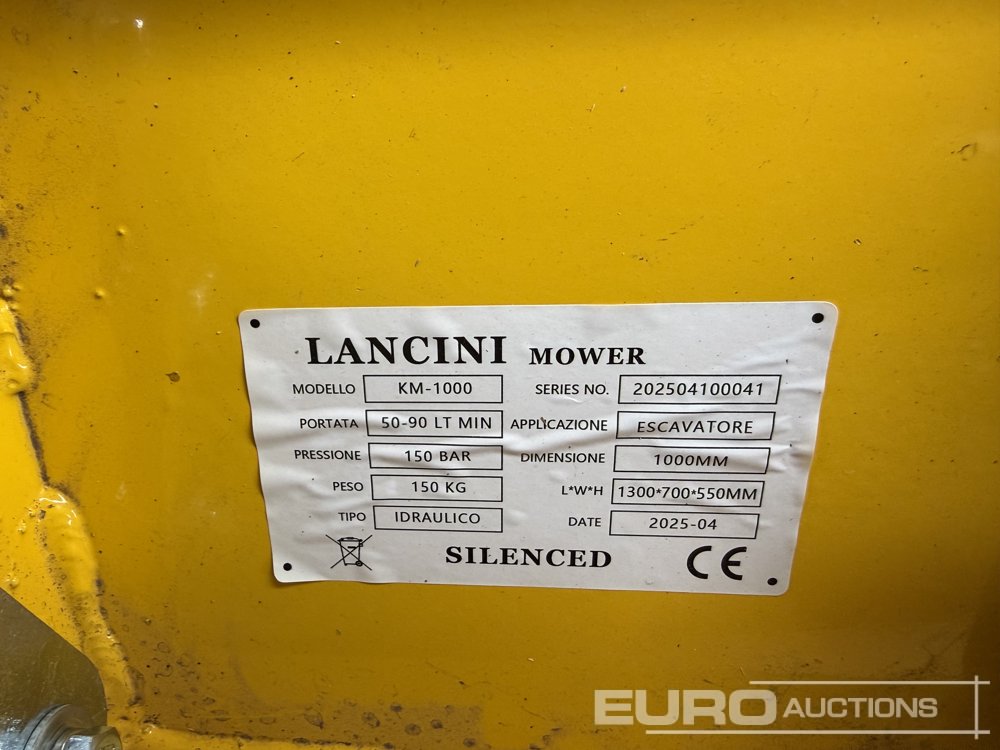 LANCINI MOWER
MODELLO KM-1000 SERIES NO. 202504100041
PORTATA 50-90 LT MIN APPLICAZIONE ESCAVATORE
PRESSIONE 150 BAR DIMENSIONE 1000MM
PESO 150 KG L*W*H 1300*700*550MM
TIPO IDRAULICO DATE 2025-04
SILENCED CE
EURO AUCTIONS